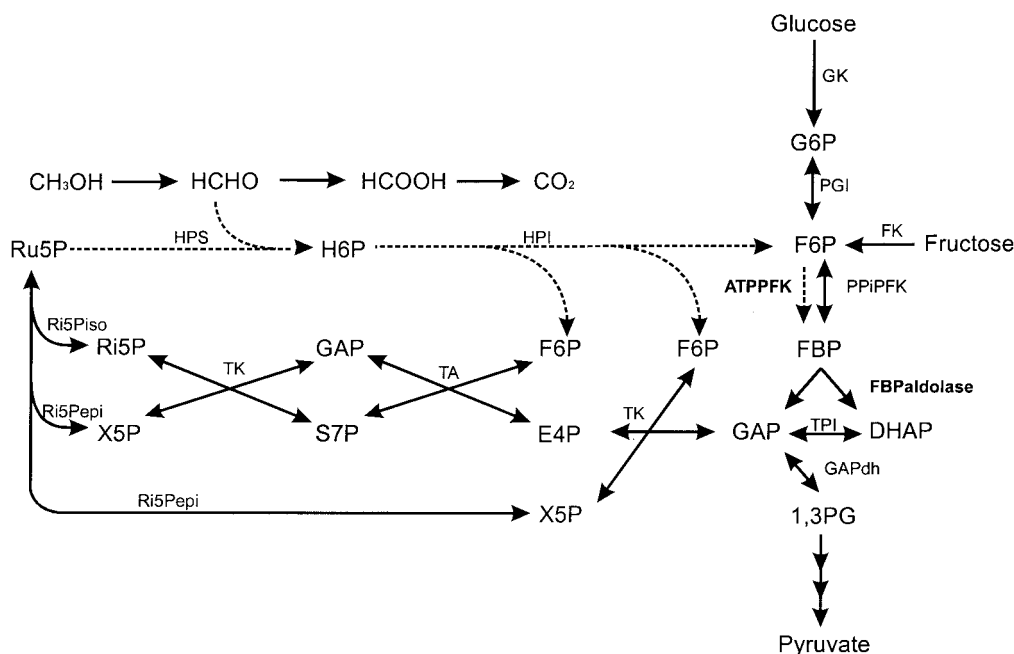 Glucose
GK
G6P
PGI
CH₃OH
HCHO
HCOOH
CO₂
Ru5P
HPS
H6P
HPI
F6P
FK
Fructose
ATPPFK
PPiPFK
Ri5Piso
Ri5P
GAP
F6P
F6P
FBP
TK
TA
FBPaldolase
Ri5Pepi
X5P
S7P
E4P
TK
GAP
TPI
DHAP
GAPdh
Ri5Pepi
X5P
1,3PG
Pyruvate